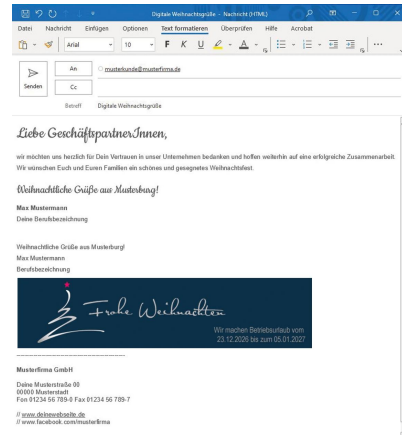 Digitale Weihnachtsgrüße - Nachricht (HTML)
Datei Nachricht Einfügen Optionen Text formatieren Überprüfen Hilfe Acrobat
Arial 10 F K U A
An musterkunde@musterfirma.de
Senden Cc
Betreff Digitale Weihnachtsgrüße
Liebe GeschäftspartnerInnen,
wir möchten uns herzlich für Dein Vertrauen in unser Unternehmen bedanken und hoffen weiterhin auf eine erfolgreiche Zusammenarbeit.
Wir wünschen Euch und Euren Familien ein schönes und gesegnetes Weihnachtsfest.
Weihnachtliche Grüße aus Musterburg!
Max Mustermann
Deine Berufsbezeichnung
Weihnachtliche Grüße aus Musterburg!
Max Mustermann
Berufsbezeichnung
Frohe Weihnachten
Wir machen Betriebsurlaub vom
23.12.2026 bis zum 05.01.2027
----------------------------------------
Musterfirma GmbH
Deine Musterstraße 00
00000 Musterstadt
Fon 01234 56 789-0 Fax 01234 56 789-7
// www.deinewebseite.de
// www.facebook.com/musterfirma